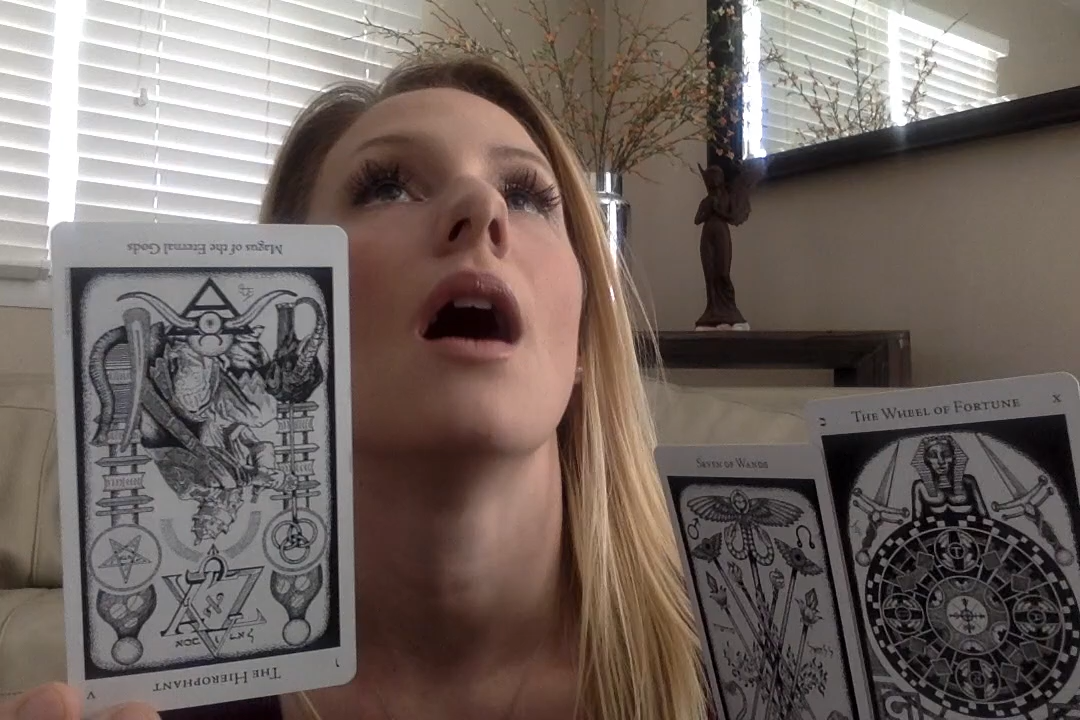 Magus of the Eternal Gods
THE HIEROPHANT
V
SEVEN OF WANDS
THE WHEEL OF FORTUNE
X